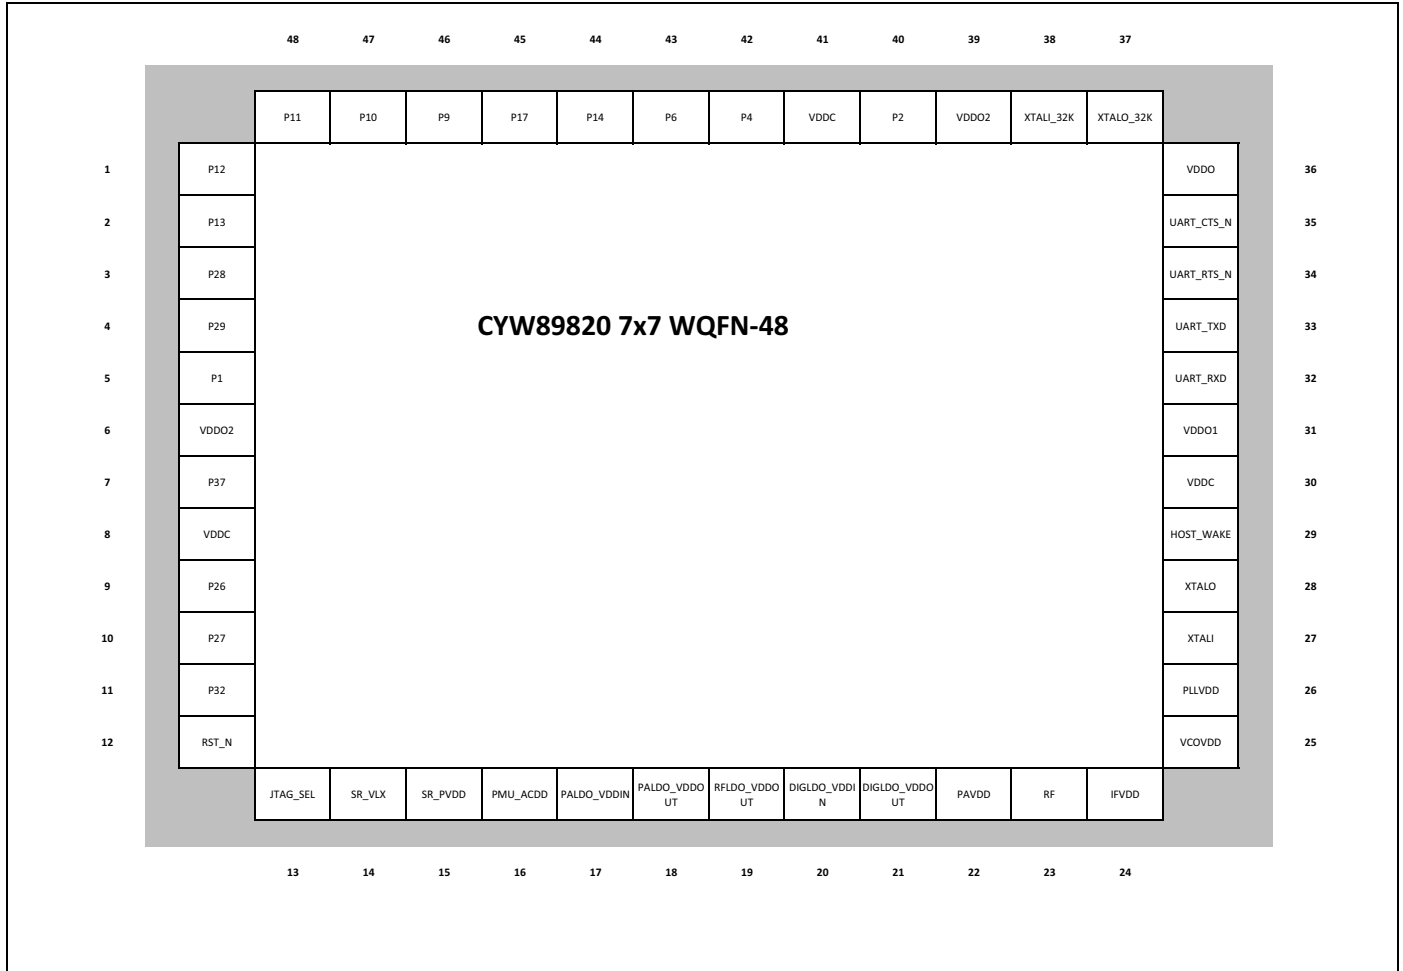 48 47 46 45 44 43 42 41 40 39 38 37
P11 P10 P9 P17 P14 P6 P4 VDDC P2 VDDO2 XTALI_32K XTALO_32K
1 P12 VDDO 36
2 P13 UART_CTS_N 35
3 P28 UART_RTS_N 34
4 P29 CYW89820 7x7 WQFN-48 UART_TXD 33
5 P1 UART_RXD 32
6 VDDO2 VDDO1 31
7 P37 VDDC 30
8 VDDC HOST_WAKE 29
9 P26 XTALO 28
10 P27 XTALI 27
11 P32 PLLVDD 26
12 RST_N VCOVDD 25
JTAG_SEL SR_VLX SR_PVDD PMU_ACDD PALDO_VDDIN PALDO_VDDO RFLDO_VDDO DIGLDO_VDDI DIGLDO_VDDO PAVDD RF IFVDD
UT UT N UT
13 14 15 16 17 18 19 20 21 22 23 24